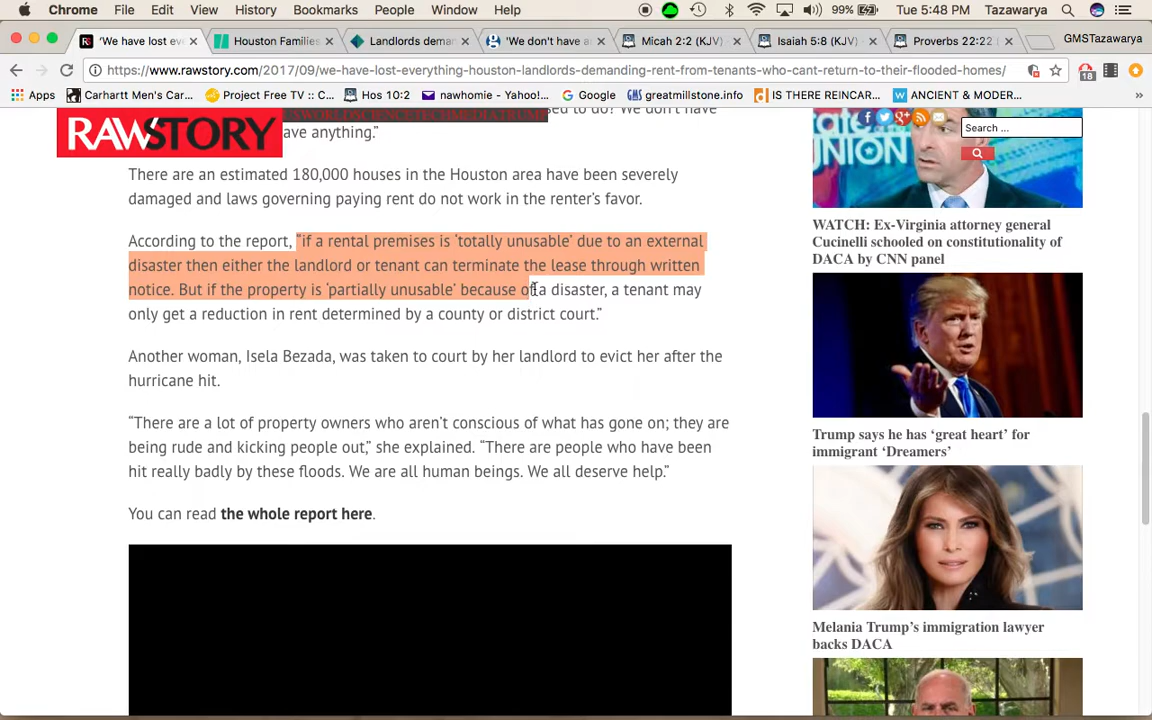 Chrome File Edit View History Bookmarks People Window Help 99% Tue 5:48 PM Tazawarya
'We have lost eve Houston Families Landlords dema 'We don't have a Micah 2:2 (KJV) Isaiah 5:8 (KJV) Proverbs 22:22 GMSTazawarya
https://www.rawstory.com/2017/09/we-have-lost-everything-houston-landlords-demanding-rent-from-tenants-who-cant-return-to-their-flooded-homes/ 18
Apps Carhartt Men's Car... Project Free TV :: C... Hos 10:2 nawhomie - Yahoo!... Google greatmillstone.info IS THERE REINCAR... ANCIENT & MODER... »
RAWSTORY
sed to do? We don't have
ave anything."
There are an estimated 180,000 houses in the Houston area have been severely
damaged and laws governing paying rent do not work in the renter's favor.
According to the report, "if a rental premises is 'totally unusable' due to an external
disaster then either the landlord or tenant can terminate the lease through written
notice. But if the property is 'partially unusable' because of a disaster, a tenant may
only get a reduction in rent determined by a county or district court."
Another woman, Isela Bezada, was taken to court by her landlord to evict her after the
hurricane hit.
"There are a lot of property owners who aren't conscious of what has gone on; they are
being rude and kicking people out," she explained. "There are people who have been
hit really badly by these floods. We are all human beings. We all deserve help."
You can read the whole report here.
Search ...
UNION
WATCH: Ex-Virginia attorney general
Cucinelli schooled on constitutionality of
DACA by CNN panel
Trump says he has 'great heart' for
immigrant 'Dreamers'
Melania Trump's immigration lawyer
backs DACA